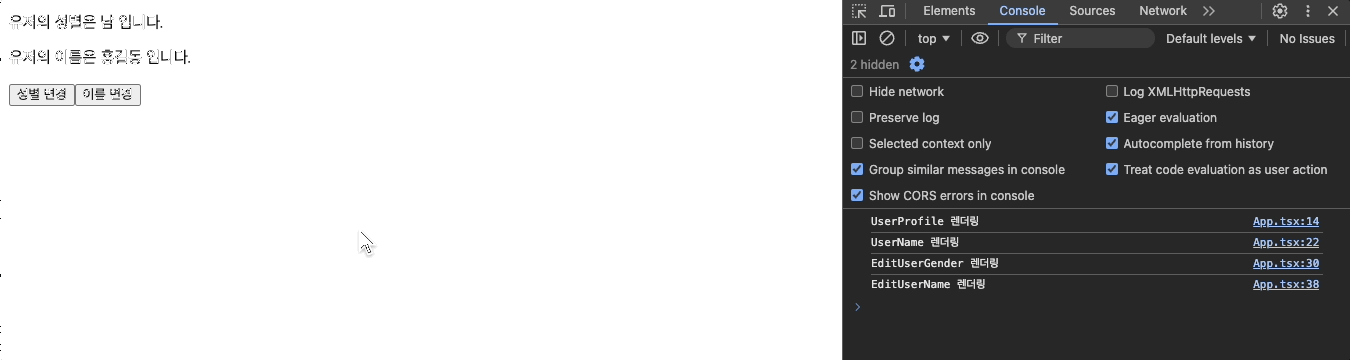 유저의 성별은 남 입니다.
유저의 이름은 홍길동 입니다.
성별 변경 이름 변경
Elements Console Sources Network
top Filter Default levels No Issues
2 hidden
Hide network Log XMLHttpRequests
Preserve log Eager evaluation
Selected context only Autocomplete from history
Group similar messages in console Treat code evaluation as user action
Show CORS errors in console
UserProfile 렌더링 App.tsx:14
UserName 렌더링 App.tsx:22
EditUserGender 렌더링 App.tsx:30
EditUserName 렌더링 App.tsx:38